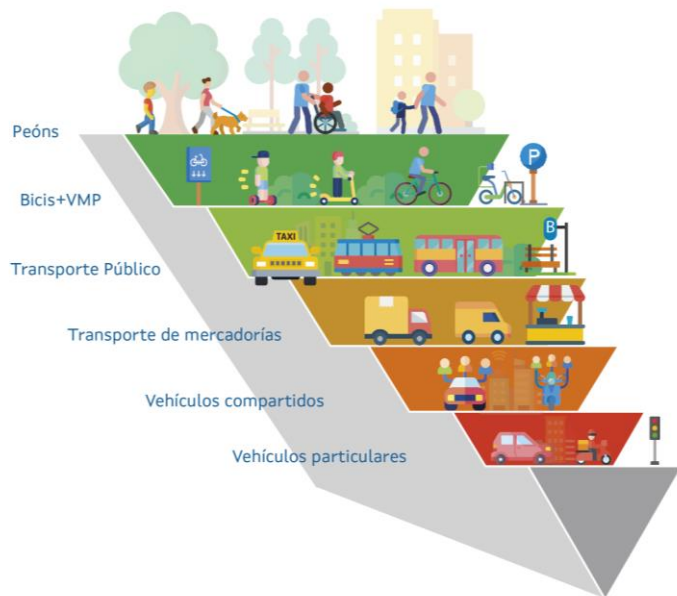 Peóns
P
Bicis+VMP
TAXI
B
Transporte Público
Transporte de mercadorías
Vehículos compartidos
Vehículos particulares